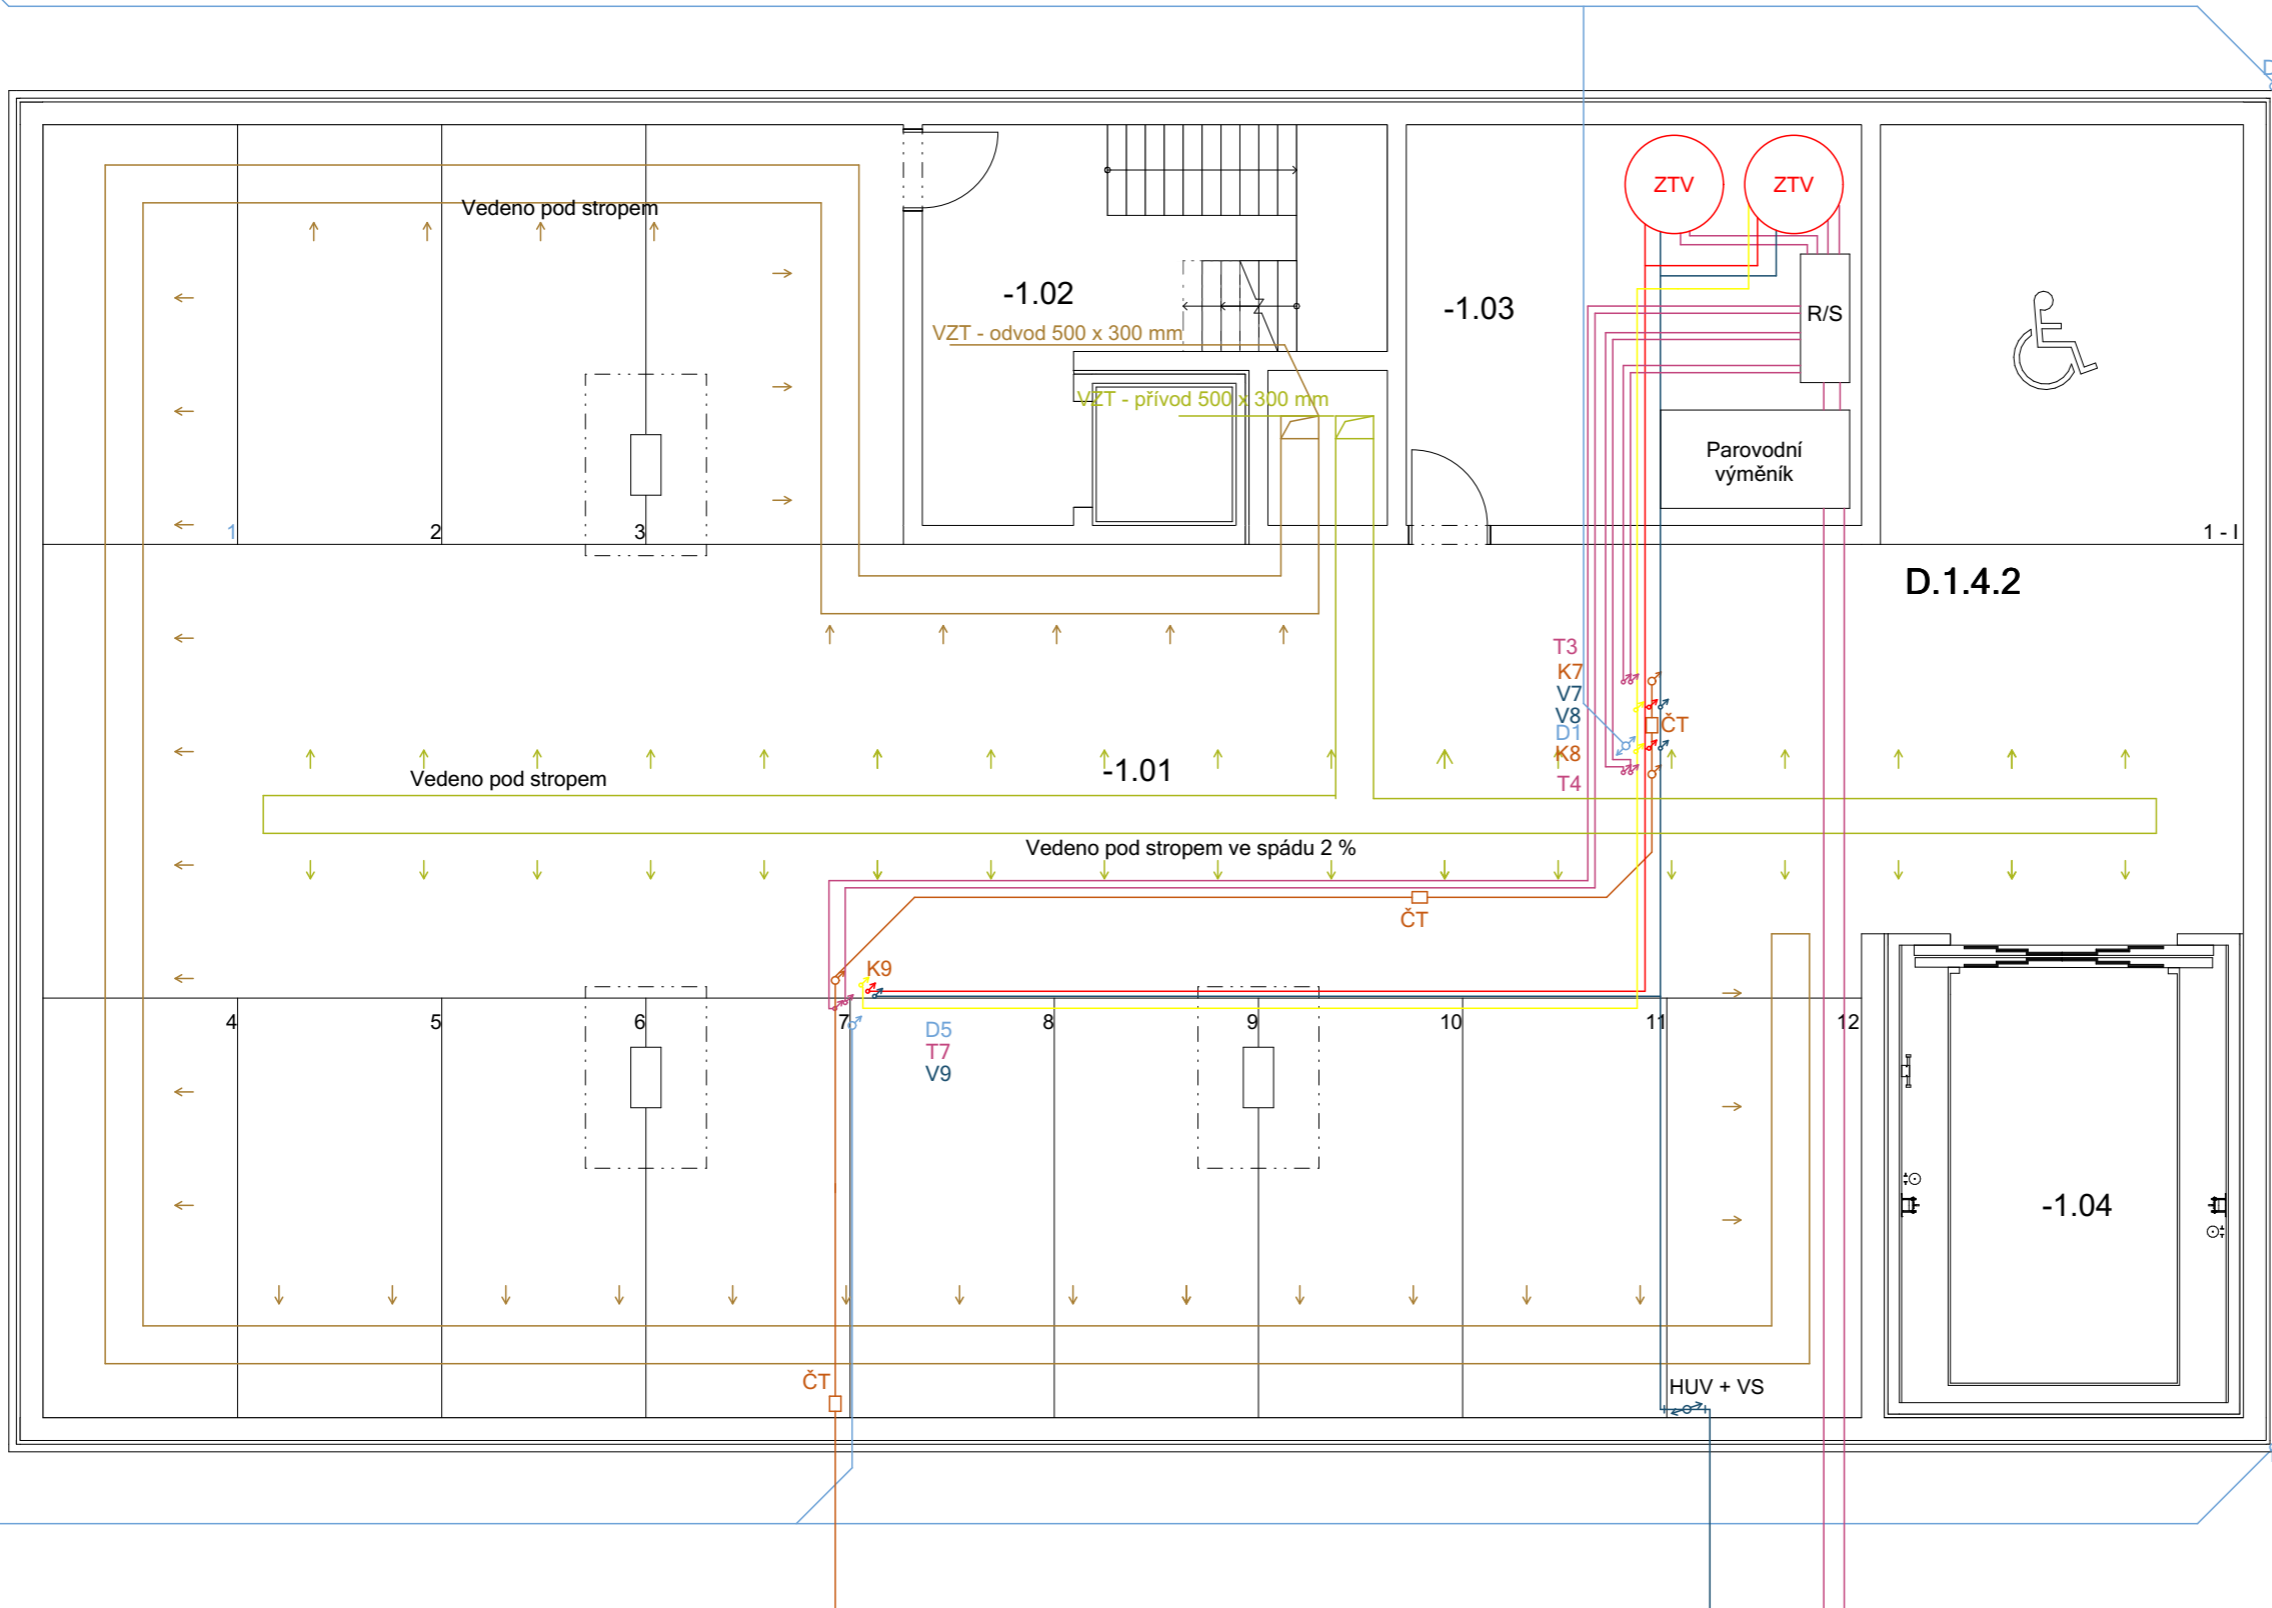 D
ZTV
ZTV
Vedeno pod stropem
-1.02
-1.03
R/S
VZT - odvod 500 x 300 mm
VZT - přívod 500 x 300 mm
Parovodní
výměník
1
2
3
1 - I
D.1.4.2
T3
K7
V7
V8
ČT
D1
K8
T4
-1.01
Vedeno pod stropem
Vedeno pod stropem ve spádu 2 %
ČT
K9
4
5
6
7
8
9
10
11
12
D5
T7
V9
-1.04
ČT
HUV + VS